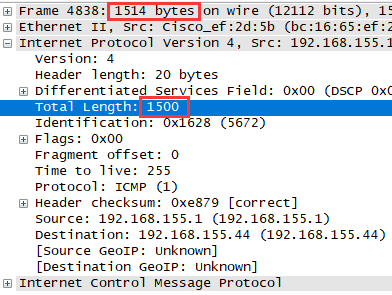 Frame 4838: 1514 bytes on wire (12112 bits), 15
Ethernet II, Src: Cisco_ef:2d:5b (bc:16:65:ef:2
Internet Protocol Version 4, Src: 192.168.155.1
Version: 4
Header length: 20 bytes
Differentiated Services Field: 0x00 (DSCP 0x0
Total Length: 1500
Identification: 0x1628 (5672)
Flags: 0x00
Fragment offset: 0
Time to live: 255
Protocol: ICMP (1)
Header checksum: 0xe879 [correct]
Source: 192.168.155.1 (192.168.155.1)
Destination: 192.168.155.44 (192.168.155.44)
[Source GeoIP: Unknown]
[Destination GeoIP: Unknown]
Internet Control Message Protocol